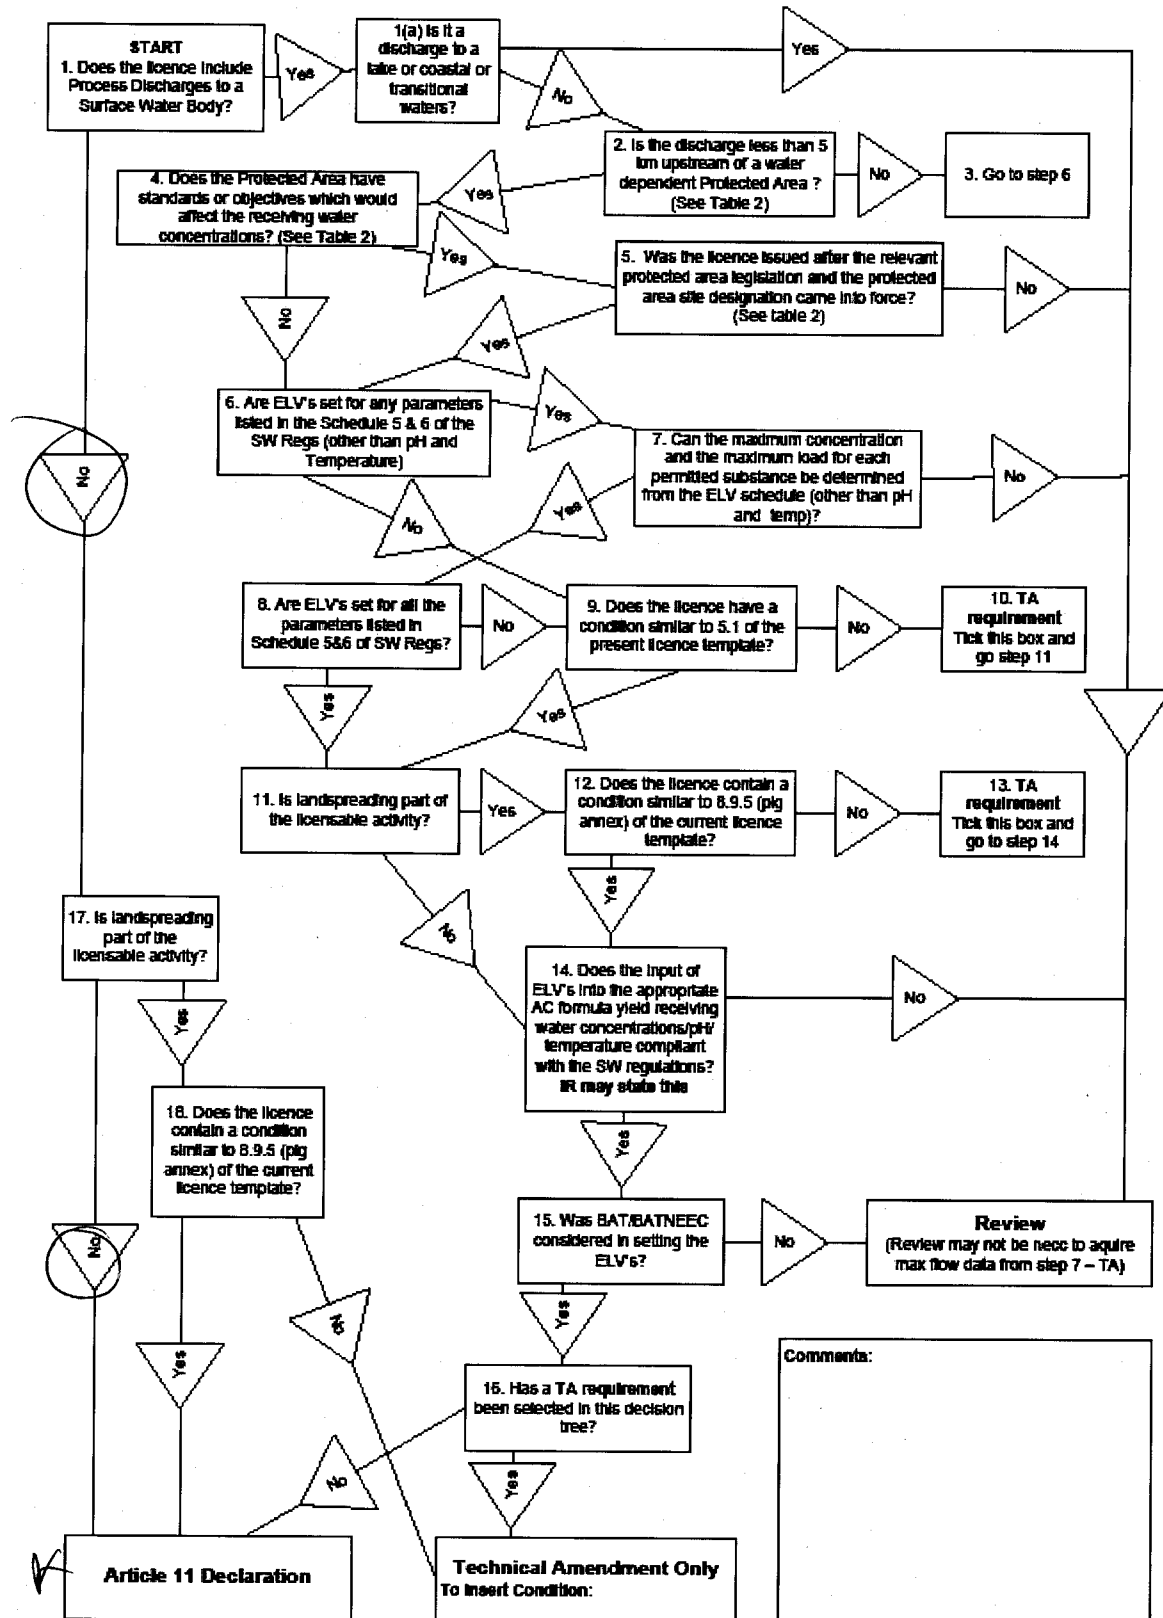 START
1. Does the licence include
Process Discharges to a
Surface Water Body?
Yes
1(a) Is it a
discharge to a
lake or coastal or
transitional
waters?
Yes
No
2. Is the discharge less than 5
km upstream of a water
dependent Protected Area ?
(See Table 2)
No
3. Go to step 6
Yes
4. Does the Protected Area have
standards or objectives which would
affect the receiving water
concentrations? (See Table 2)
Yes
No
5. Was the licence issued after the relevant
protected area legislation and the protected
area site designation came into force?
(See table 2)
No
Yes
6. Are ELV's set for any parameters
listed in the Schedule 5 & 6 of the
SW Regs (other than pH and
Temperature)
Yes
No
7. Can the maximum concentration
and the maximum load for each
permitted substance be determined
from the ELV schedule (other than pH
and temp)?
No
Yes
No
8. Are ELV's set for all the
parameters listed in
Schedule 5&6 of SW Regs?
No
9. Does the licence have a
condition similar to 5.1 of the
present licence template?
No
10. TA
requirement
Tick this box and
go step 11
Yes
Yes
11. Is landspreading part of
the licensable activity?
Yes
12. Does the licence contain a
condition similar to 8.9.5 (pig
annex) of the current licence
template?
No
13. TA
requirement
Tick this box and
go to step 14
No
Yes
17. Is landspreading
part of the
licensable activity?
Yes
14. Does the input of
ELV's into the appropriate
AC formula yield receiving
water concentrations/pH/
temperature compliant
with the SW regulations?
IR may state this
No
Yes
18. Does the licence
contain a condition
similar to 8.9.5 (pig
annex) of the current
licence template?
No
15. Was BAT/BATNEEC
considered in setting the
ELV's?
No
Review
(Review may not be necc to aquire
max flow data from step 7 – TA)
Yes
No
Yes
16. Has a TA requirement
been selected in this decision
tree?
No
Yes
Comments:
Article 11 Declaration
Technical Amendment Only
To Insert Condition: